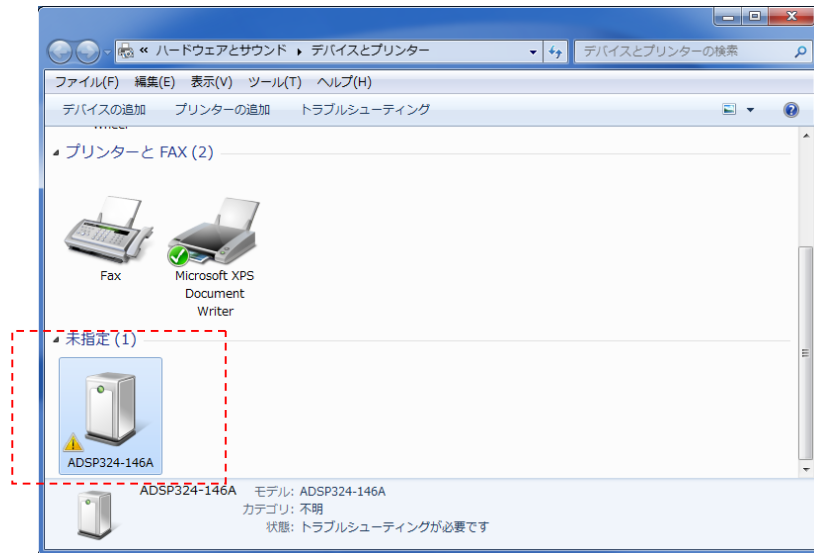 « ハードウェアとサウンド ▸ デバイスとプリンター
デバイスとプリンターの検索
ファイル(F) 編集(E) 表示(V) ツール(T) ヘルプ(H)
デバイスの追加 プリンターの追加 トラブルシューティング
Writer
プリンターと FAX (2)
Fax
Microsoft XPS
Document
Writer
未指定 (1)
ADSP324-146A
ADSP324-146A モデル: ADSP324-146A
カテゴリ: 不明
状態: トラブルシューティングが必要です